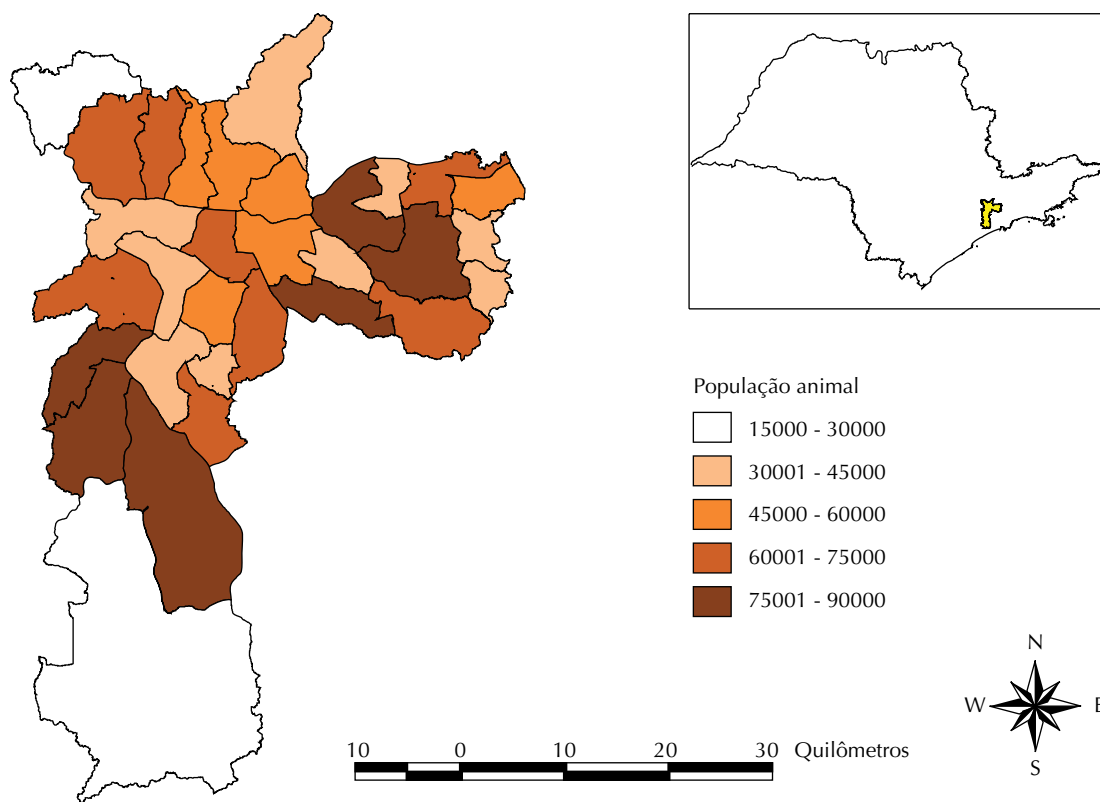 População animal
15000 - 30000
30001 - 45000
45000 - 60000
60001 - 75000
75001 - 90000
N
W E
S
10 0 10 20 30 Quilômetros